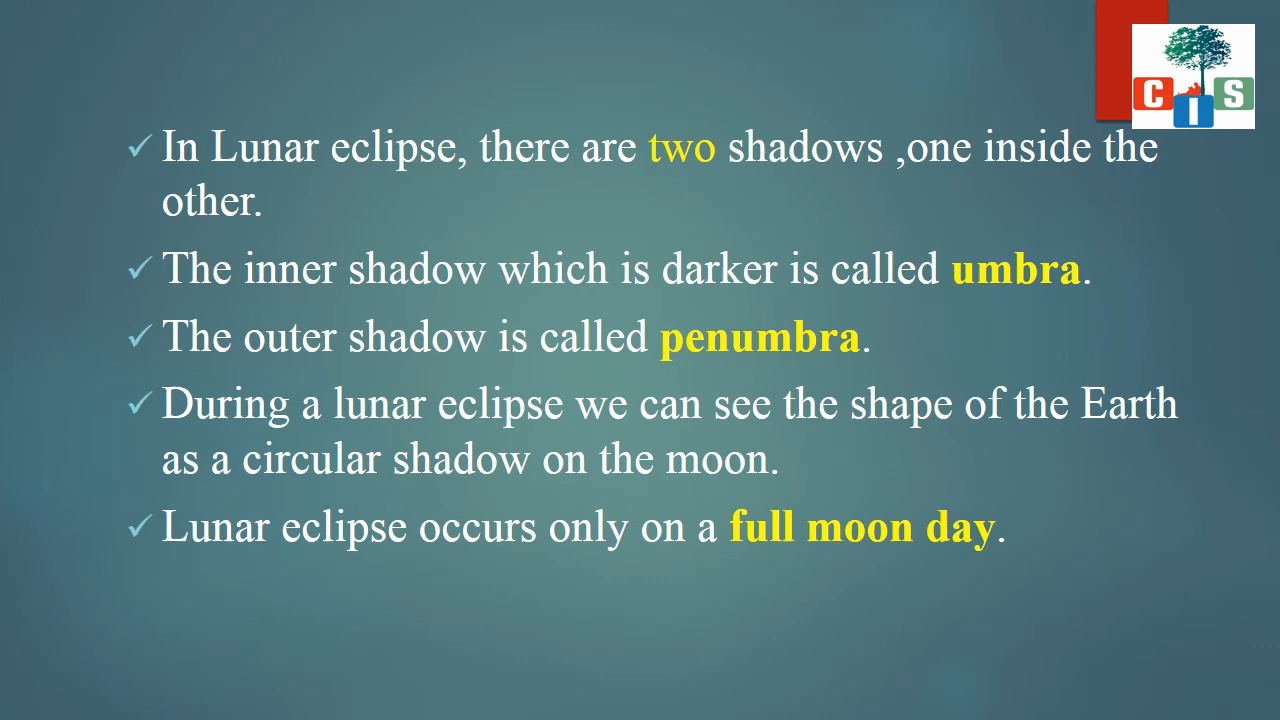 C I S
In Lunar eclipse, there are two shadows ,one inside the
other.
The inner shadow which is darker is called umbra.
The outer shadow is called penumbra.
During a lunar eclipse we can see the shape of the Earth
as a circular shadow on the moon.
Lunar eclipse occurs only on a full moon day.